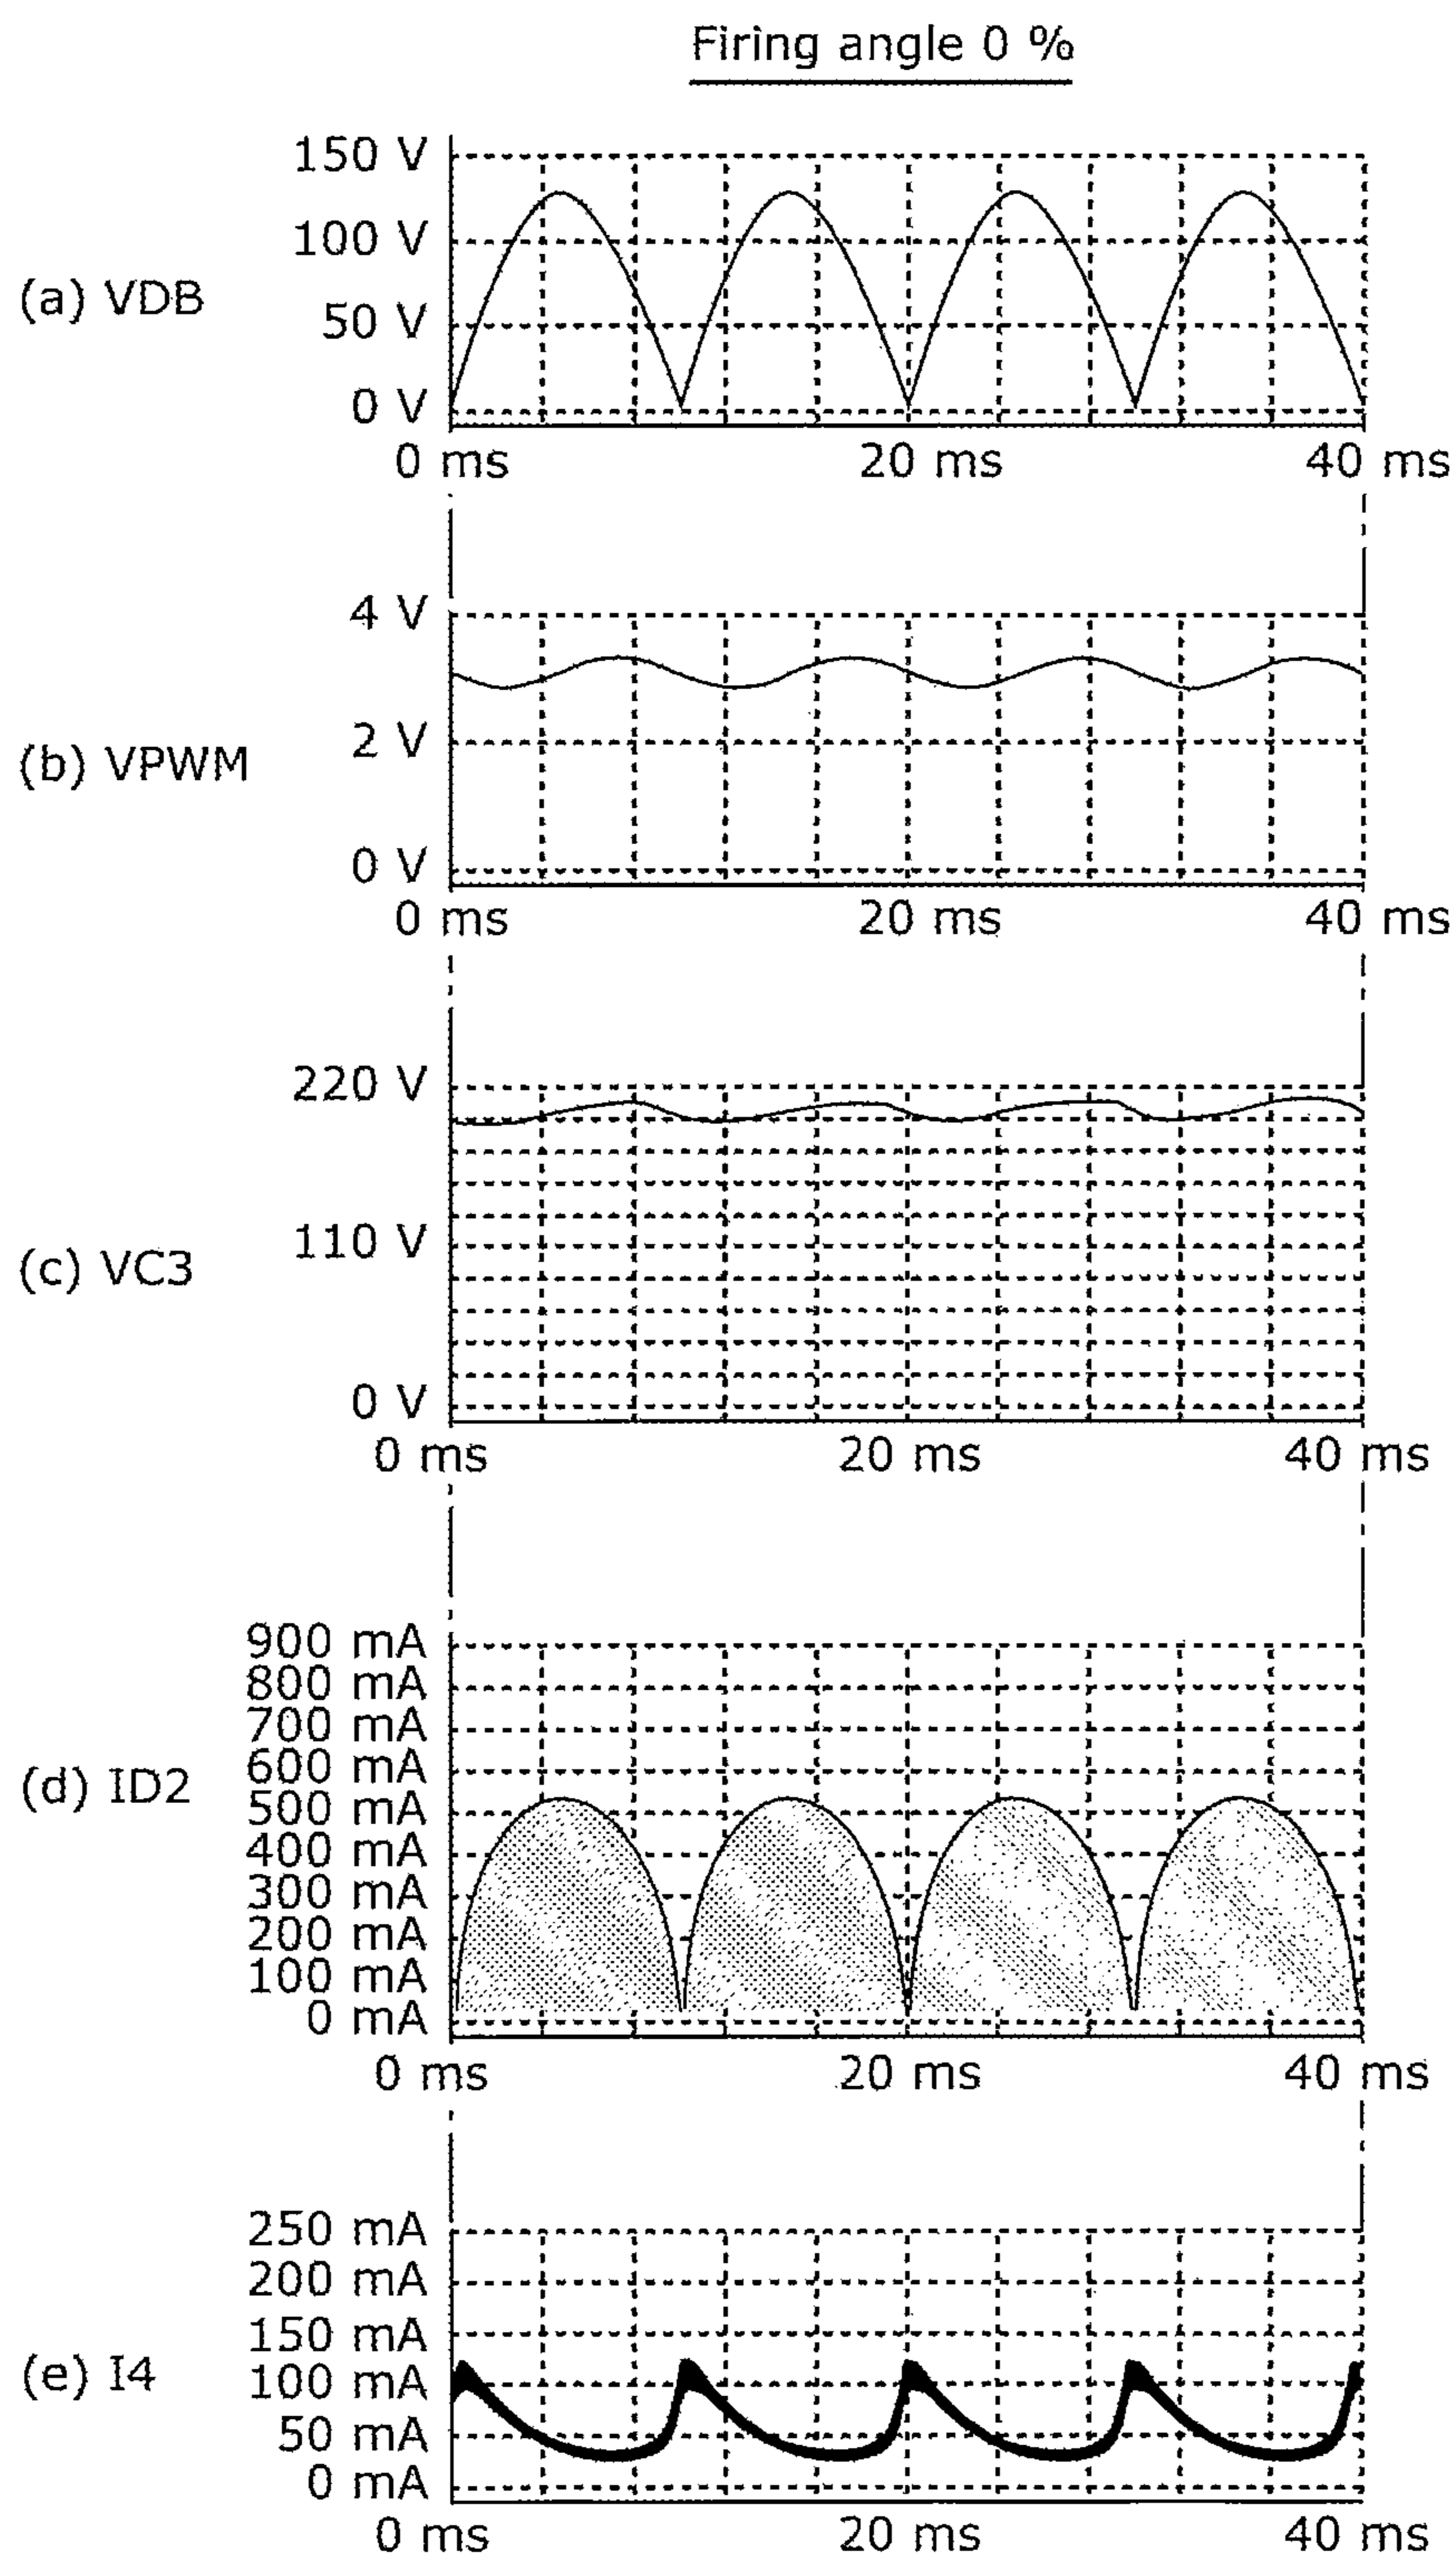 Firing angle 0 %
150 V
100 V
(a) VDB
50 V
0 V
0 ms 20 ms 40 ms
4 V
2 V
(b) VPWM
0 V
0 ms 20 ms 40 ms
220 V
110 V
(c) VC3
0 V
0 ms 20 ms 40 ms
900 mA
800 mA
700 mA
600 mA
(d) ID2
500 mA
400 mA
300 mA
200 mA
100 mA
0 mA
0 ms 20 ms 40 ms
250 mA
200 mA
150 mA
(e) I4
100 mA
50 mA
0 mA
0 ms 20 ms 40 ms